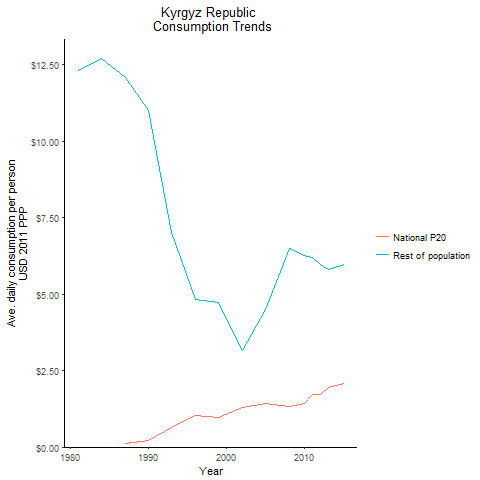 Kyrgyz Republic
Consumption Trends
Ave. daily consumption per person
USD 2011 PPP
$12.50
$10.00
$7.50
$5.00
$2.50
$0.00
1980
1990
2000
2010
Year
National P20
Rest of population